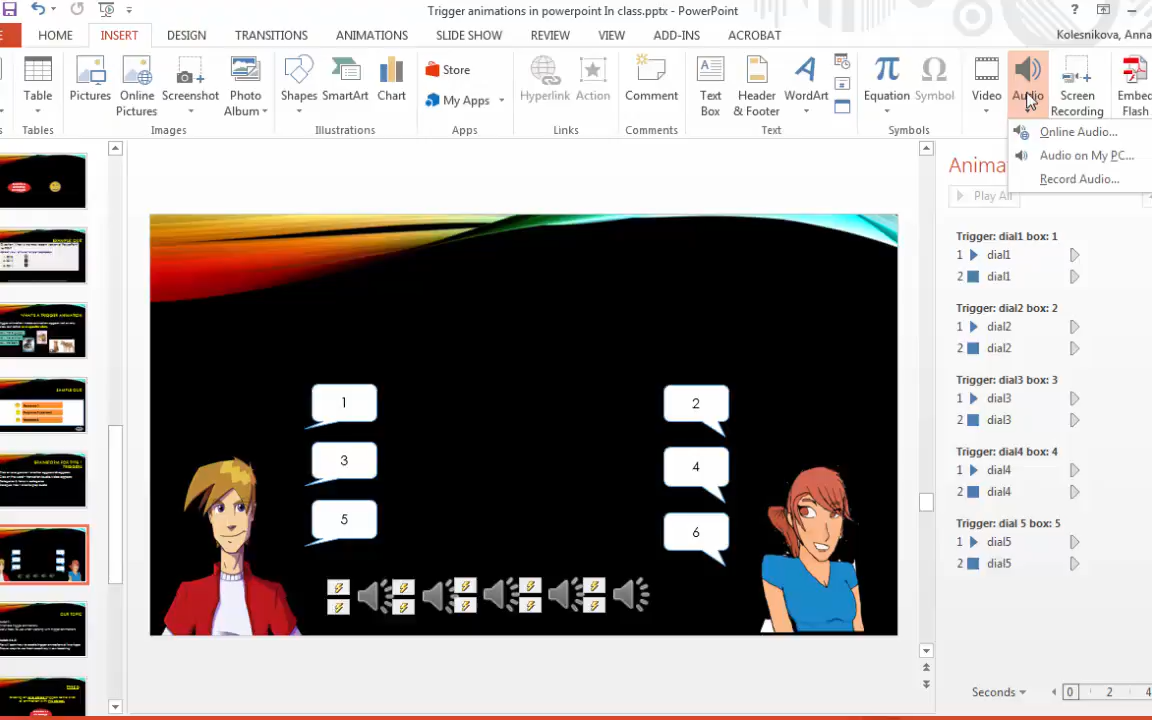 Trigger animations in powerpoint In class.pptx - PowerPoint
?
E HOME INSERT DESIGN TRANSITIONS ANIMATIONS SLIDE SHOW REVIEW VIEW ADD-INS ACROBAT Kolesnikova, Anna
Table Pictures Online Pictures Screenshot Photo Album Shapes SmartArt Chart Store My Apps Hyperlink Action Comment Text Box Header & Footer WordArt Equation Symbol Video Audio Screen Recording Embed Flash
Tables Images Illustrations Apps Links Comments Text Symbols
Online Audio...
Audio on My PC...
Record Audio...
Anima
Play All
Trigger: dial1 box: 1
1 dial1
2 dial1
Trigger: dial2 box: 2
1 dial2
2 dial2
Trigger: dial3 box: 3
1 dial3
2 dial3
Trigger: dial4 box: 4
1 dial4
2 dial4
Trigger: dial 5 box: 5
1 dial5
2 dial5
1
2
3
4
5
6
Seconds 0 2 4